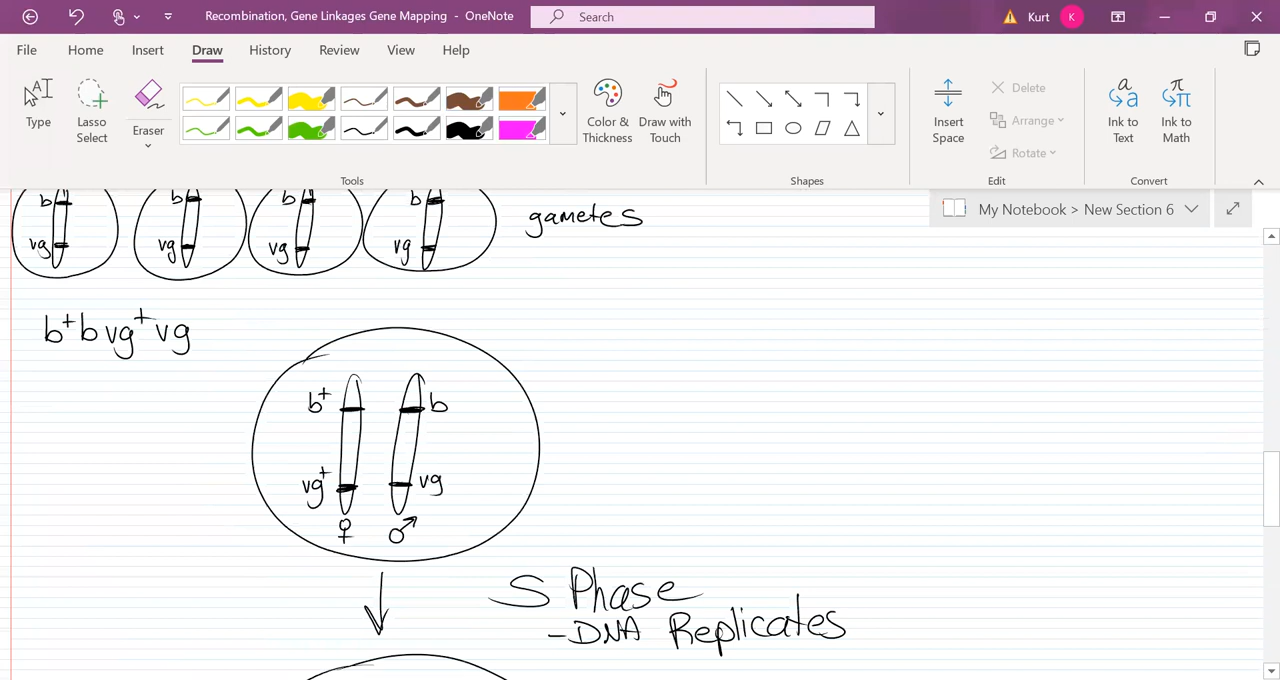 Recombination, Gene Linkages Gene Mapping - OneNote
Search
Kurt
K
File Home Insert Draw History Review View Help
Type
Lasso Select
Eraser
Color & Thickness
Draw with Touch
Insert Space
Delete
Arrange
Rotate
Ink to Text
Ink to Math
Tools
Shapes
Edit
Convert
My Notebook > New Section 6
b b b b
vg vg vg vg
gametes
b⁺b vg⁺vg
b⁺ b
vg⁺ vg
♀ ♂
S Phase
- DNA Replicates